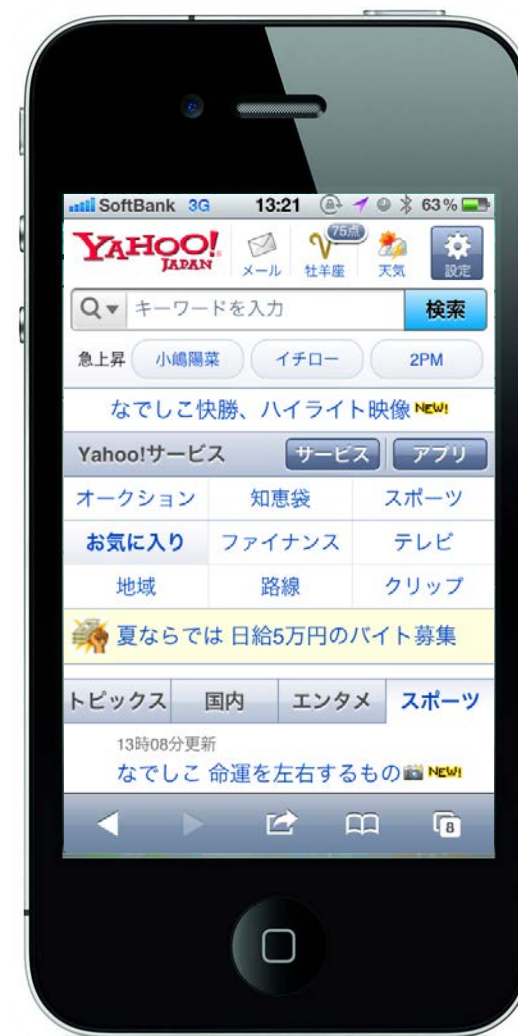 SoftBank 3G 13:21 63%
YAHOO! JAPAN メール 75点 牡羊座 天気 設定
キーワードを入力 検索
急上昇 小嶋陽菜 イチロー 2PM
なでしこ快勝、ハイライト映像 NEW!
Yahoo!サービス サービス アプリ
オークション 知恵袋 スポーツ
お気に入り ファイナンス テレビ
地域 路線 クリップ
夏ならでは 日給5万円のバイト募集
トピックス 国内 エンタメ スポーツ
13時08分更新
なでしこ 命運を左右するもの NEW!
8